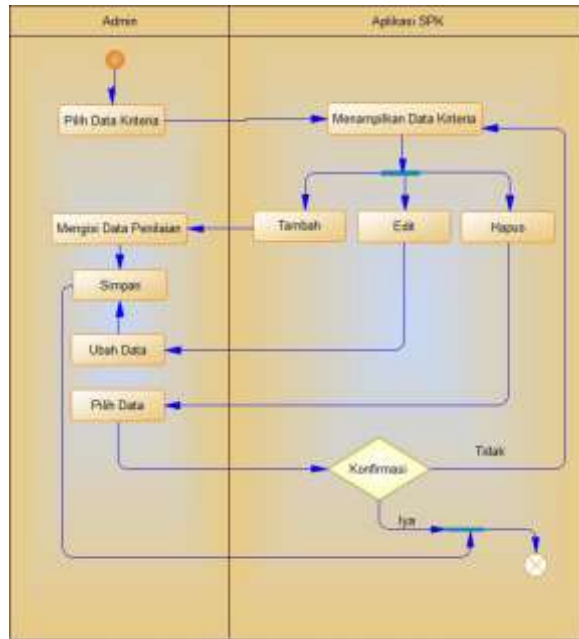 Admin
Aplikasi SPK
Pilih Data Kriteria
Menampilkan Data Kriteria
Mengisi Data Penilaian
Tambah
Edit
Hapus
Simpan
Ubah Data
Pilih Data
Konfirmasi
Tidak
Iya